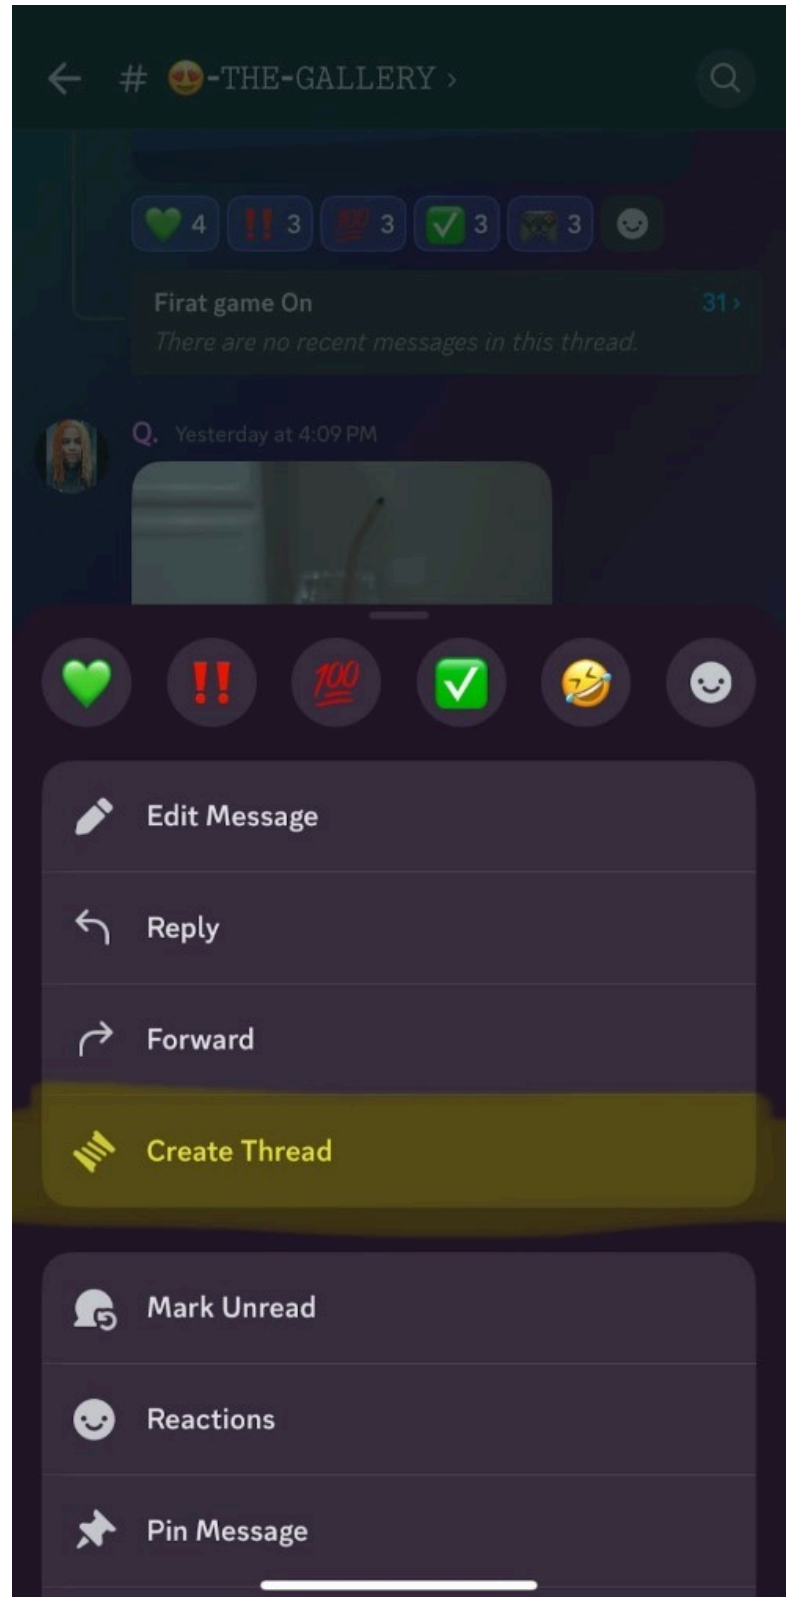 # 😍-THE-GALLERY ›
💚 4 ‼️ 3 💯 3 ✅ 3 🎮 3
Firat game On 31 ›
There are no recent messages in this thread.
Q. Yesterday at 4:09 PM
Edit Message
Reply
Forward
Create Thread
Mark Unread
Reactions
Pin Message